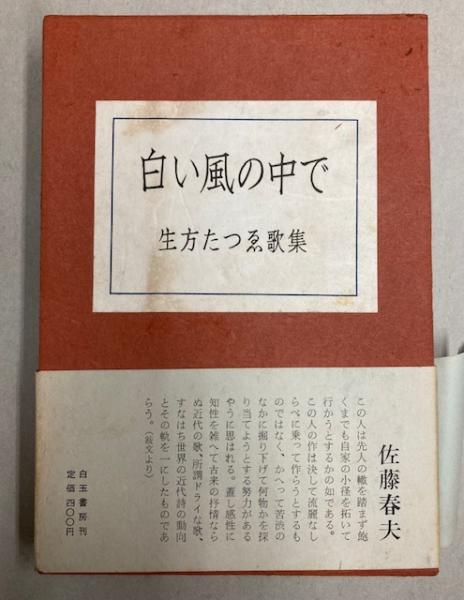 白い風の中で
生方たつゑ歌集
佐藤春夫
この人は先人の轍を踏まず飽
くまでも自家の小径を拓いて
行かうとするかの如である。
この人の作は決して流麗なし
らべに乗って作らうとするも
のではなく、かへって苦渋の
なかに掘り下げて何物かを探
り当てようとする努力がある
やうに思はれる。蓋し感性に
知性を雑へて古来の抒情なら
ぬ近代の歌、所謂ドライな歌、
すなはち世界の近代詩の動向
とその軌を一にしたものであ
らう。（跋文より）
白玉書房刊
定価 四〇〇円